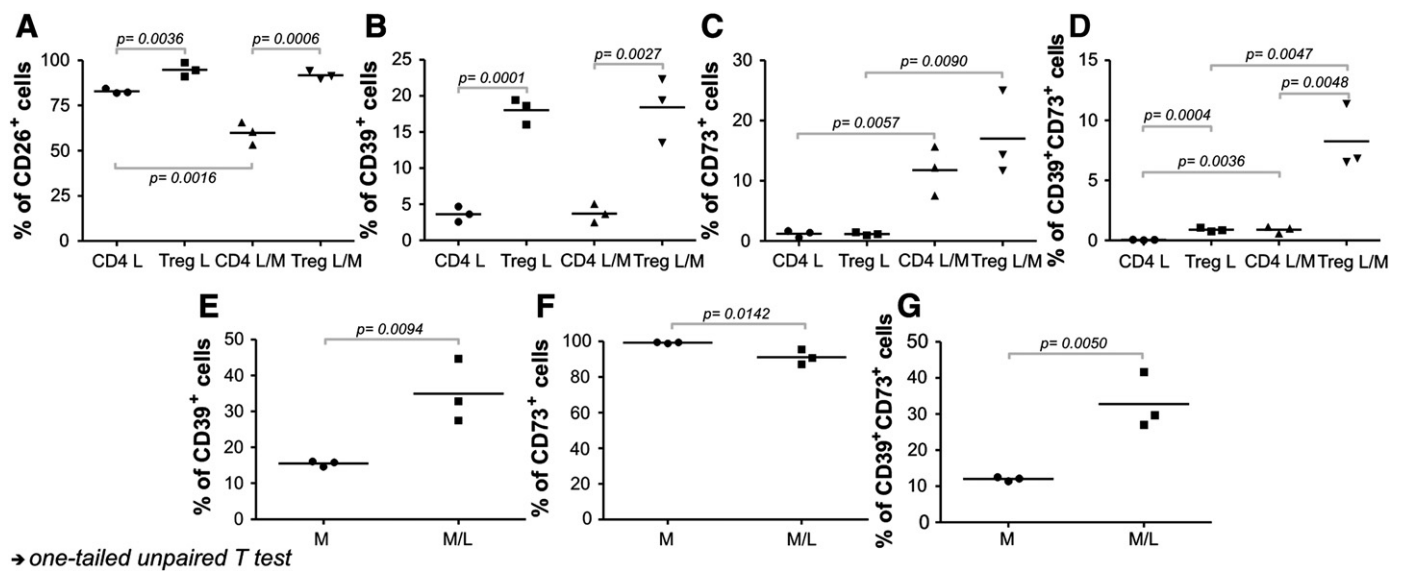 A
% of CD26+ cells
100
75
50
25
0
p= 0.0036
p= 0.0006
p= 0.0016
CD4 L Treg L CD4 L/M Treg L/M
B
% of CD39+ cells
25
20
15
10
5
0
p= 0.0001
p= 0.0027
CD4 L Treg L CD4 L/M Treg L/M
C
% of CD73+ cells
30
20
10
0
p= 0.0090
p= 0.0057
CD4 L Treg L CD4 L/M Treg L/M
D
% of CD39+CD73+ cells
15
10
5
0
p= 0.0047
p= 0.0048
p= 0.0004
p= 0.0036
CD4 L Treg L CD4 L/M Treg L/M
E
% of CD39+ cells
50
40
30
20
10
0
p= 0.0094
M M/L
F
% of CD73+ cells
100
80
60
40
20
0
p= 0.0142
M M/L
G
% of CD39+CD73+ cells
50
40
30
20
10
0
p= 0.0050
M M/L
➔ one-tailed unpaired T test